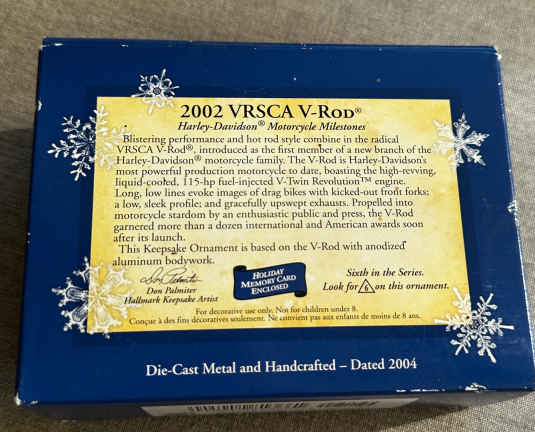 2002 VRSCA V-ROD®
Harley-Davidson® Motorcycle Milestones
Blistering performance and hot rod style combine in the radical
VRSCA V-Rod®, introduced as the first member of a new branch of the
Harley-Davidson® motorcycle family. The V-Rod is Harley-Davidson's
most powerful production motorcycle to date, boasting the high-revving,
liquid-cooled, 115-hp fuel-injected V-Twin Revolution™ engine.
Long, low lines evoke images of drag bikes with kicked-out front forks;
a low, sleek profile; and gracefully upswept exhausts. Propelled into
motorcycle stardom by an enthusiastic public and press, the V-Rod
garnered more than a dozen international and American awards soon
after its launch.
This Keepsake Ornament is based on the V-Rod with anodized
aluminum bodywork.
Don Palmiter
Don Palmiter
Hallmark Keepsake Artist
HOLIDAY
MEMORY CARD
ENCLOSED
Sixth in the Series.
Look for 6 on this ornament.
For decorative use only. Not for children under 8.
Conçue à des fins décoratives seulement. Ne convient pas aux enfants de moins de 8 ans.
Die-Cast Metal and Handcrafted – Dated 2004